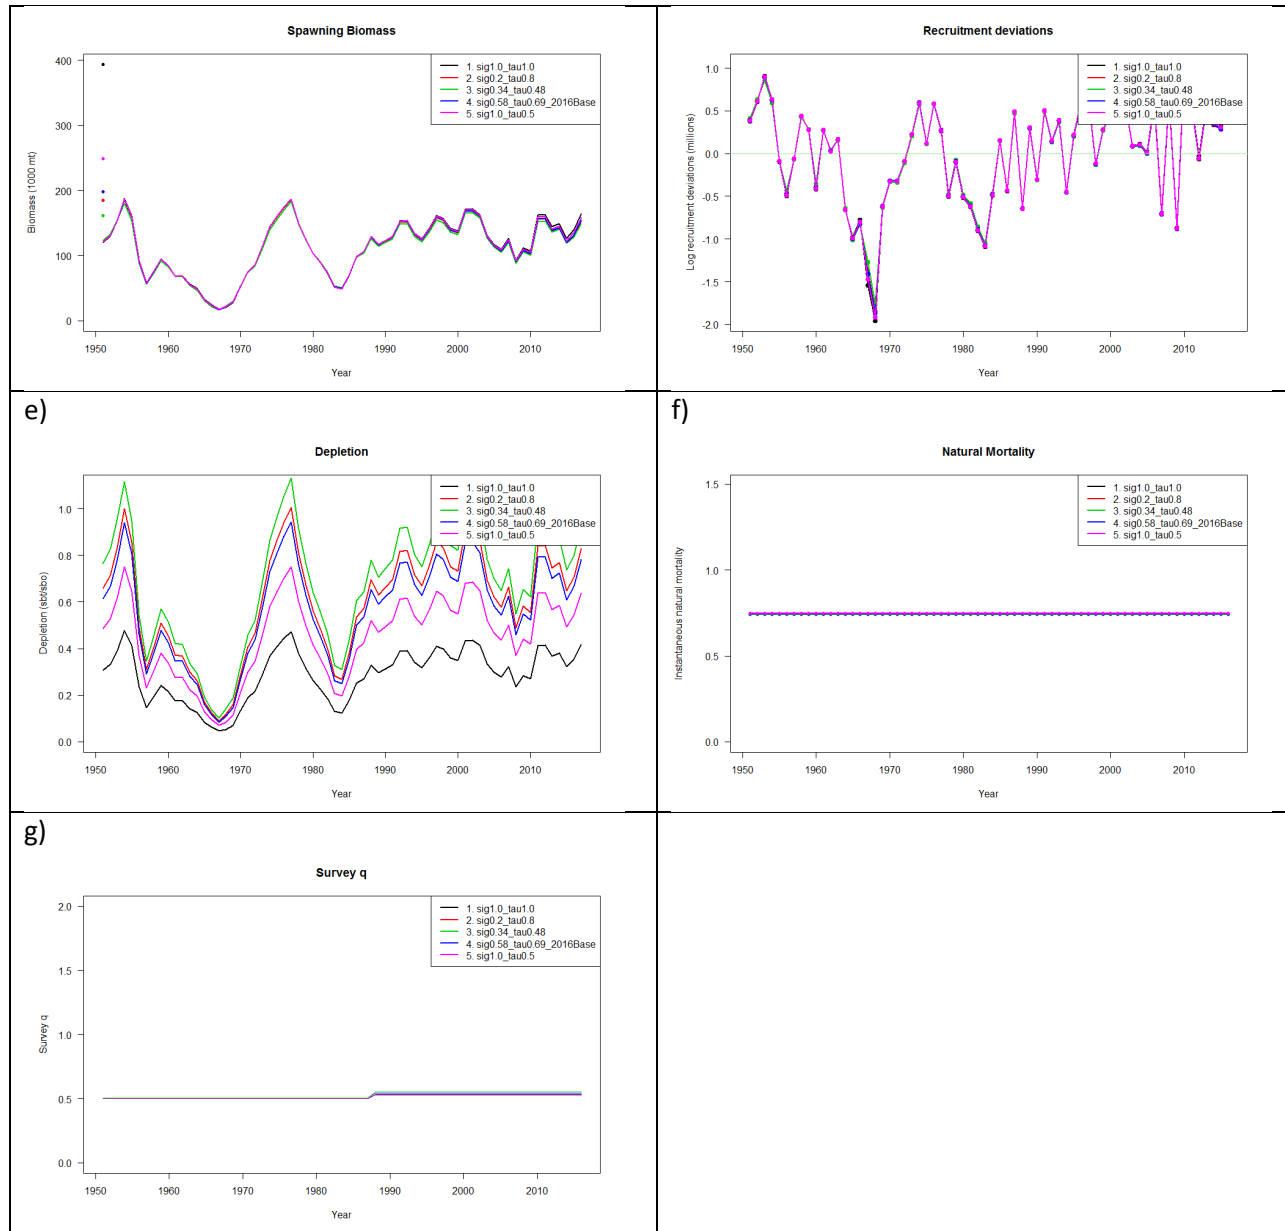 Spawning Biomass
Biomass (1000 mt)
400
300
200
100
0
1. sig1.0_tau1.0
2. sig0.2_tau0.8
3. sig0.34_tau0.48
4. sig0.58_tau0.69_2016Base
5. sig1.0_tau0.5
1950 1960 1970 1980 1990 2000 2010
Year
Recruitment deviations
Log recruitment deviations (millions)
1.0
0.5
0.0
-0.5
-1.0
-1.5
-2.0
1. sig1.0_tau1.0
2. sig0.2_tau0.8
3. sig0.34_tau0.48
4. sig0.58_tau0.69_2016Base
5. sig1.0_tau0.5
1950 1960 1970 1980 1990 2000 2010
Year
e)
Depletion
Depletion (sbt/sbo)
1.0
0.8
0.6
0.4
0.2
0.0
1. sig1.0_tau1.0
2. sig0.2_tau0.8
3. sig0.34_tau0.48
4. sig0.58_tau0.69_2016Base
5. sig1.0_tau0.5
1950 1960 1970 1980 1990 2000 2010
Year
f)
Natural Mortality
Instantaneous natural mortality
1.5
1.0
0.5
0.0
1. sig1.0_tau1.0
2. sig0.2_tau0.8
3. sig0.34_tau0.48
4. sig0.58_tau0.69_2016Base
5. sig1.0_tau0.5
1950 1960 1970 1980 1990 2000 2010
Year
g)
Survey q
Survey q
2.0
1.5
1.0
0.5
0.0
1. sig1.0_tau1.0
2. sig0.2_tau0.8
3. sig0.34_tau0.48
4. sig0.58_tau0.69_2016Base
5. sig1.0_tau0.5
1950 1960 1970 1980 1990 2000 2010
Year